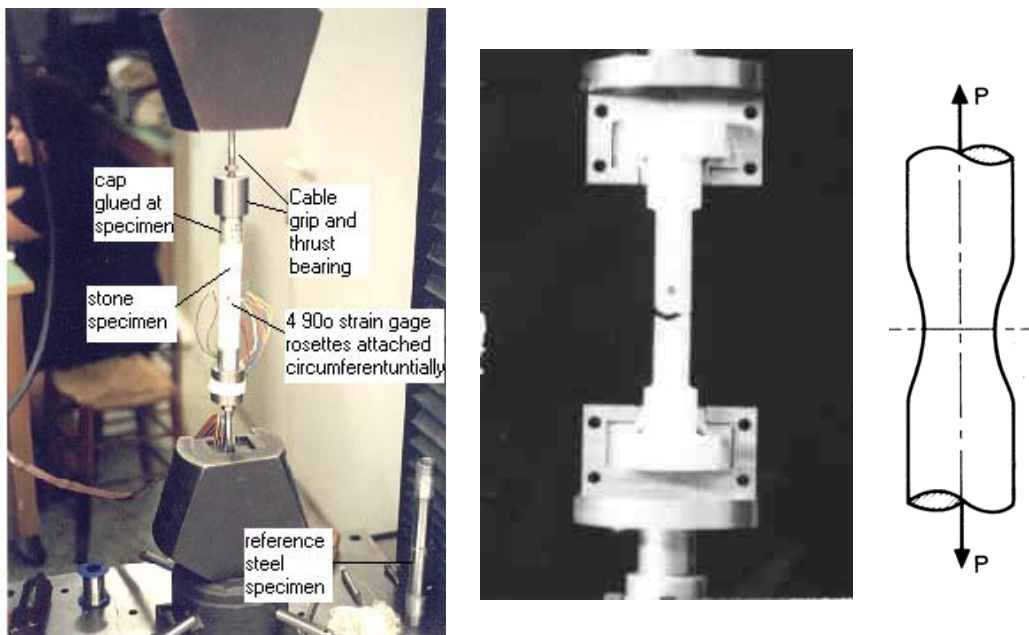 cap
glued at
specimen
Cable
grip and
thrust
bearing
stone
specimen
4 90o strain gage
rosettes attached
circumferentuntially
reference
steel
specimen
P
P